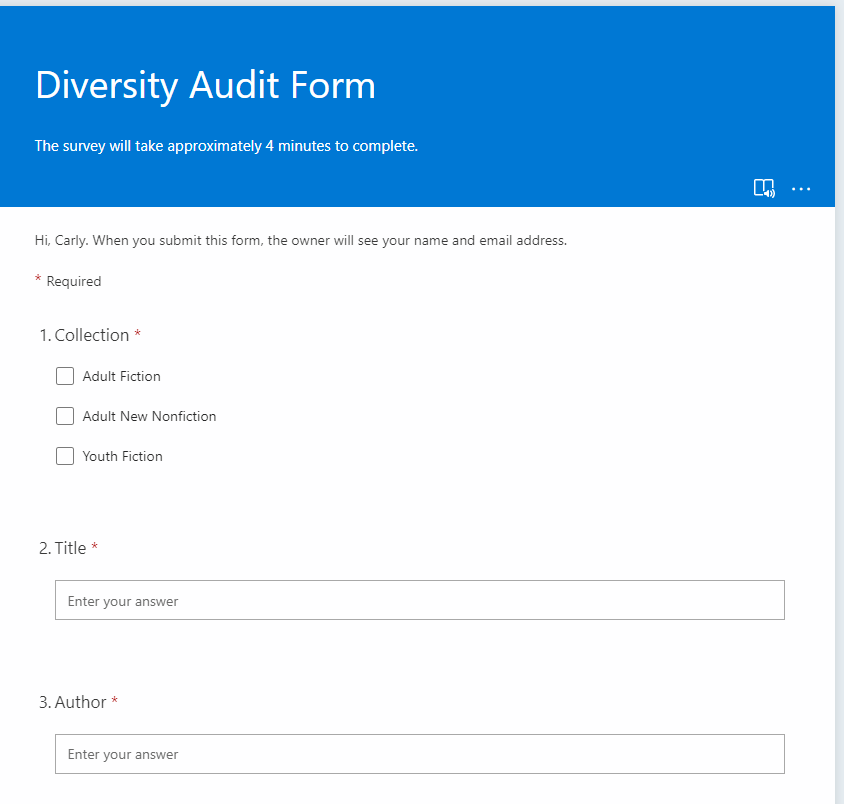 Diversity Audit Form
The survey will take approximately 4 minutes to complete.
...
Hi, Carly. When you submit this form, the owner will see your name and email address.
* Required
1. Collection *
Adult Fiction
Adult New Nonfiction
Youth Fiction
2. Title *
Enter your answer
3. Author *
Enter your answer